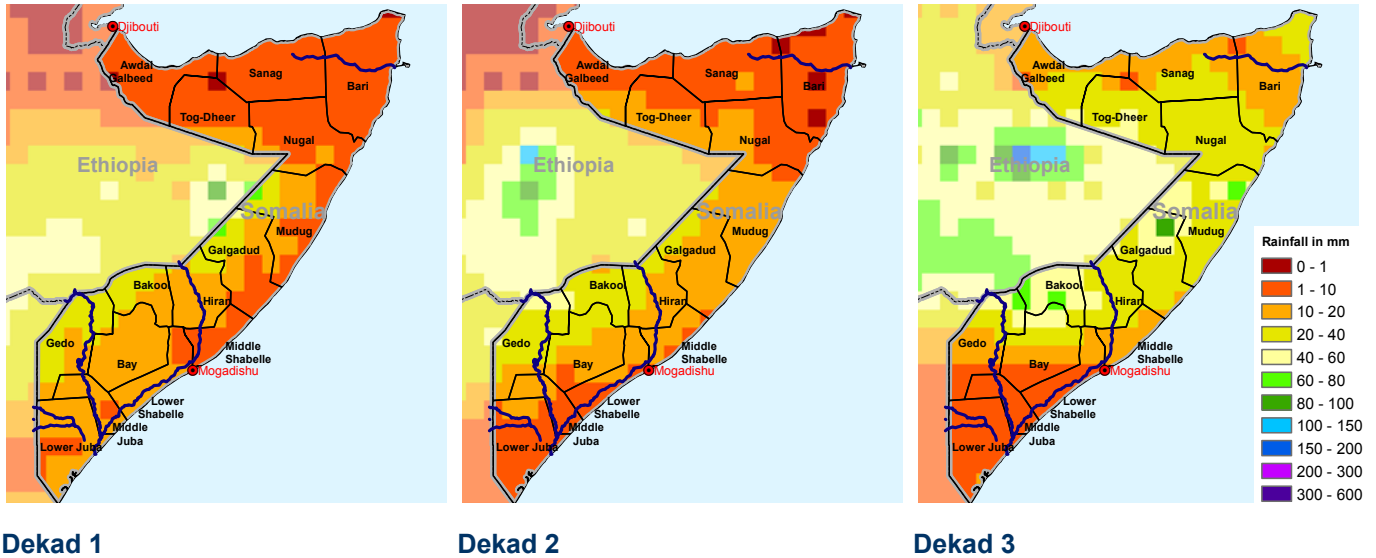 Djibouti
Awdal
Galbeed
Sanag
Bari
Tog-Dheer
Nugal
Ethiopia
Somalia
Mudug
Galgadud
Bakool
Hiran
Gedo
Bay
Middle
Shabelle
Mogadishu
Lower
Shabelle
Middle
Juba
Lower Juba
Dekad 1
Djibouti
Awdal
Galbeed
Sanag
Bari
Tog-Dheer
Nugal
Ethiopia
Somalia
Mudug
Galgadud
Bakool
Hiran
Gedo
Bay
Middle
Shabelle
Mogadishu
Lower
Shabelle
Middle
Juba
Lower Juba
Dekad 2
Djibouti
Awdal
Galbeed
Sanag
Bari
Tog-Dheer
Nugal
Ethiopia
Somalia
Mudug
Galgadud
Bakool
Hiran
Gedo
Bay
Middle
Shabelle
Mogadishu
Lower
Shabelle
Middle
Juba
Lower Juba
Dekad 3
Rainfall in mm
0 - 1
1 - 10
10 - 20
20 - 40
40 - 60
60 - 80
80 - 100
100 - 150
150 - 200
200 - 300
300 - 600